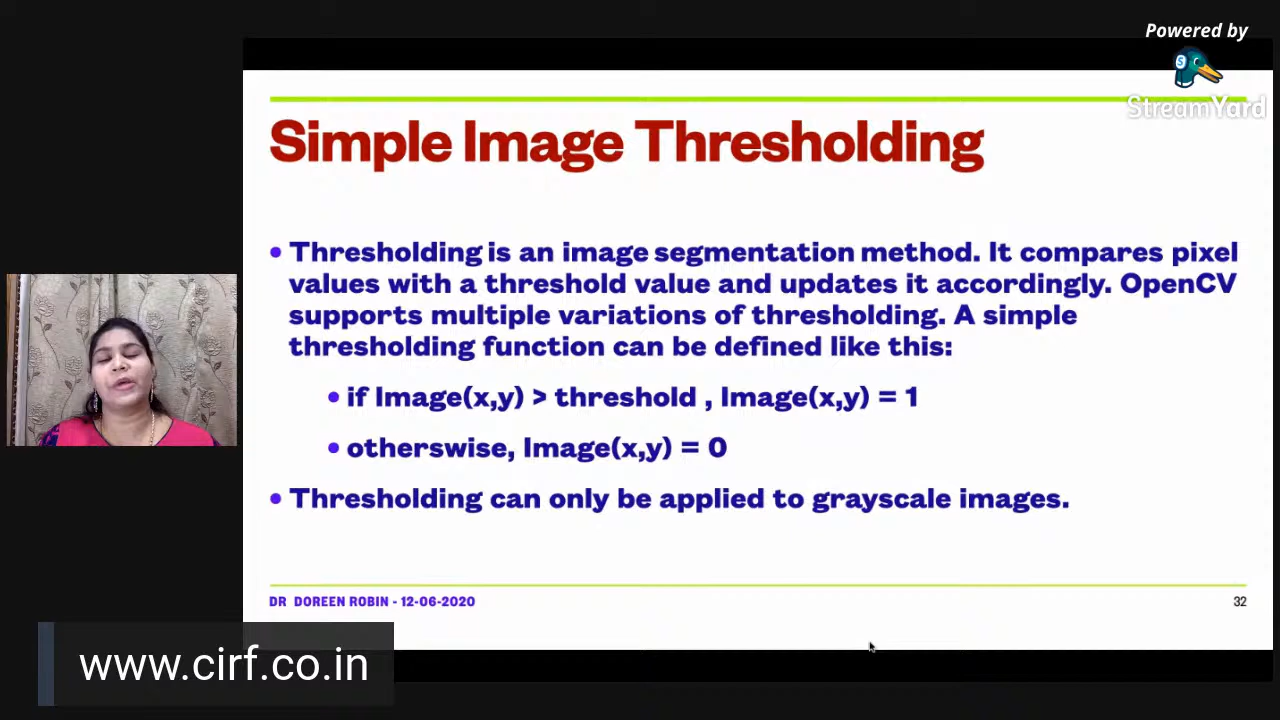 Powered by
StreamYard
Simple Image Thresholding
• Thresholding is an image segmentation method. It compares pixel
values with a threshold value and updates it accordingly. OpenCV
supports multiple variations of thresholding. A simple
thresholding function can be defined like this:
• if Image(x,y) > threshold , Image(x,y) = 1
• otherswise, Image(x,y) = 0
• Thresholding can only be applied to grayscale images.
DR DOREEN ROBIN - 12-06-2020
32
www.cirf.co.in